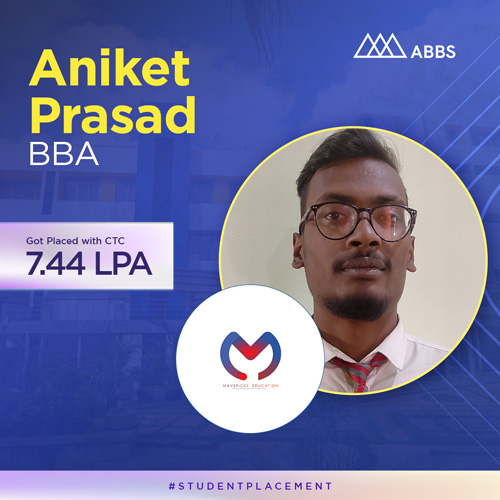 ABBS
Aniket
Prasad
BBA
Got Placed with CTC
7.44 LPA
MAVERICKS EDUCATION
#STUDENTPLACEMENT